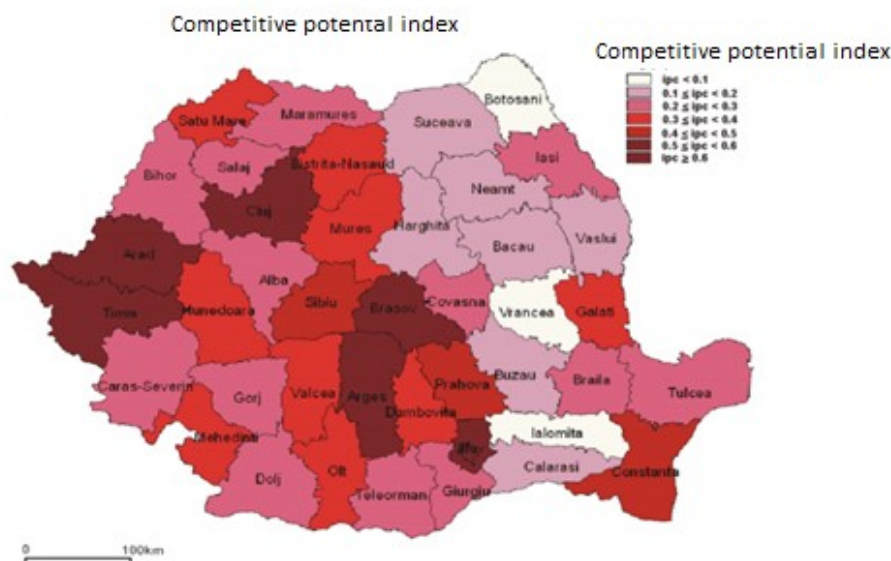 Competitive potental index
Competitive potential index
ipc < 0.1
0.1 ≤ ipc < 0.2
0.2 ≤ ipc < 0.3
0.3 ≤ ipc < 0.4
0.4 ≤ ipc < 0.5
0.5 ≤ ipc < 0.6
ipc ≥ 0.6
Botosani
Satu Mare
Maramures
Suceava
Iasi
Salaj
Bistrita-Nasaud
Bihor
Neamt
Cluj
Mures
Harghita
Vaslui
Bacau
Arad
Alba
Timis
Hunedoara
Sibiu
Brasov
Covasna
Vrancea
Galati
Caras-Severin
Gorj
Valcea
Arges
Prahova
Buzau
Braila
Tulcea
Dambovita
Mehedinti
Ialomita
Ilfov
Olt
Calarasi
Constanta
Dolj
Teleorman
Giurgiu
0 100km